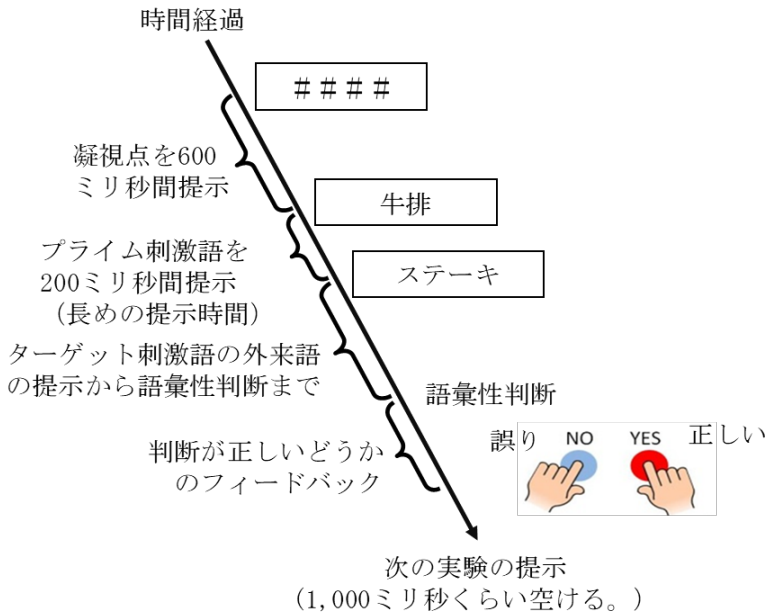 時間経過
＃＃＃＃
凝視点を600
ミリ秒間提示
牛排
プライム刺激語を
200ミリ秒間提示
（長めの提示時間）
ステーキ
ターゲット刺激語の外来語
の提示から語彙性判断まで
語彙性判断
誤り NO YES 正しい
判断が正しいどうか
のフィードバック
次の実験の提示
（1,000ミリ秒くらい空ける。）